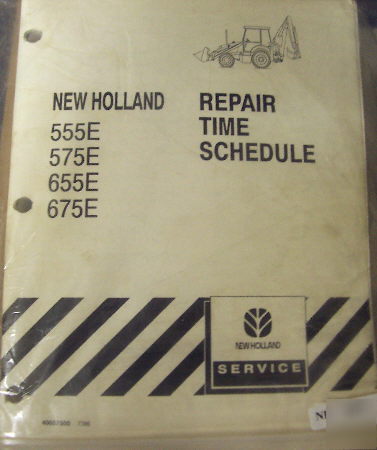 NEW HOLLAND
555E
575E
655E
675E
REPAIR
TIME
SCHEDULE
NEW HOLLAND
SERVICE